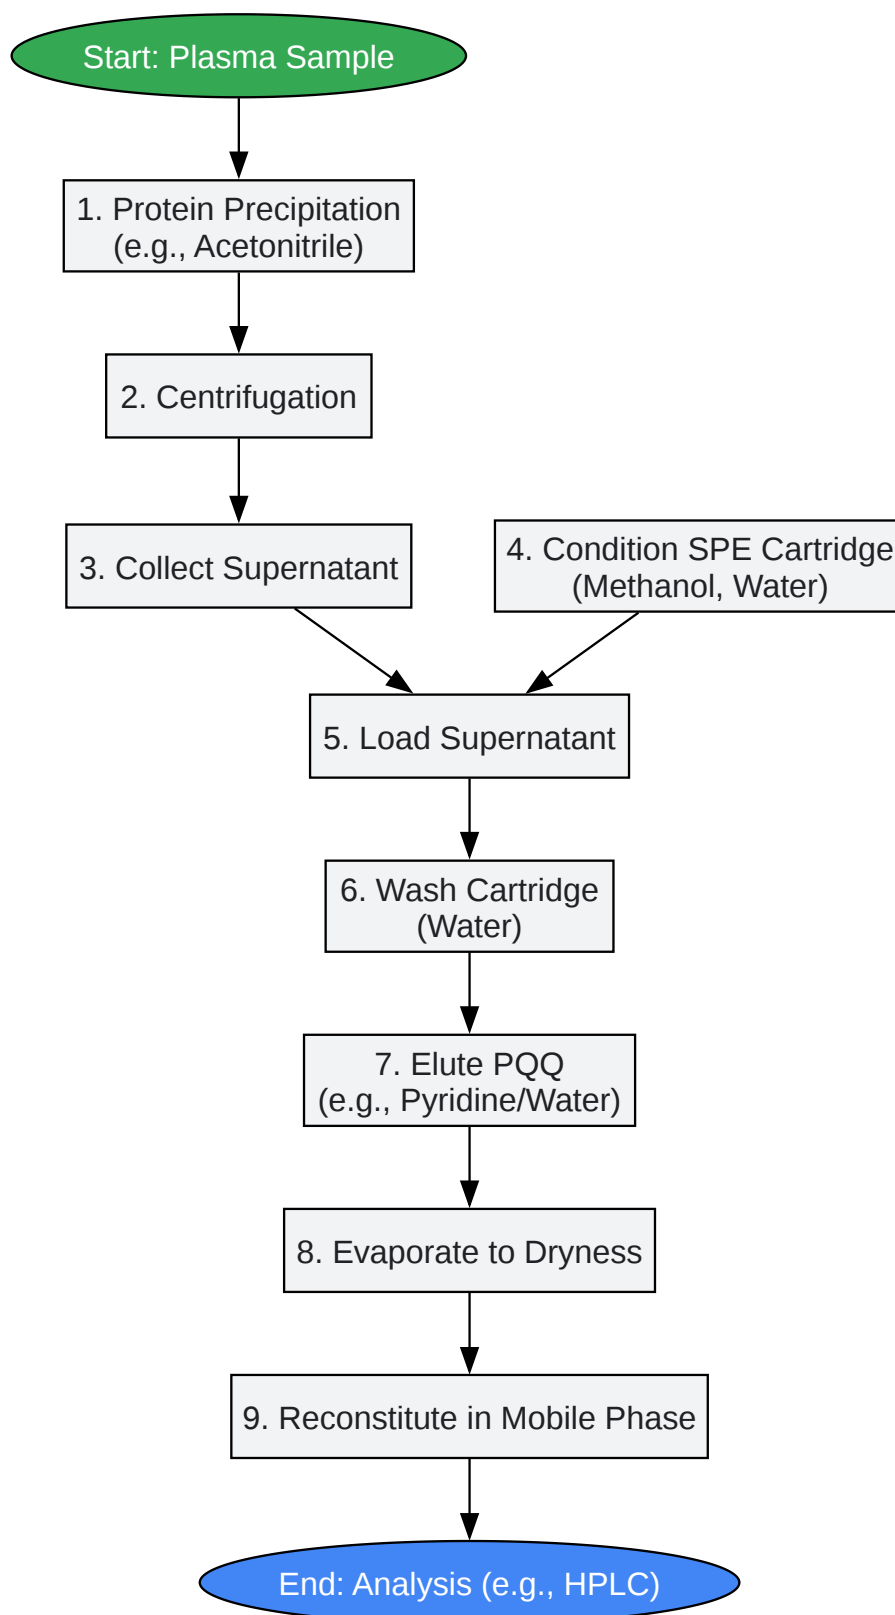 Start: Plasma Sample
1. Protein Precipitation
(e.g., Acetonitrile)
2. Centrifugation
3. Collect Supernatant
4. Condition SPE Cartridge
(Methanol, Water)
5. Load Supernatant
6. Wash Cartridge
(Water)
7. Elute PQQ
(e.g., Pyridine/Water)
8. Evaporate to Dryness
9. Reconstitute in Mobile Phase
End: Analysis (e.g., HPLC)